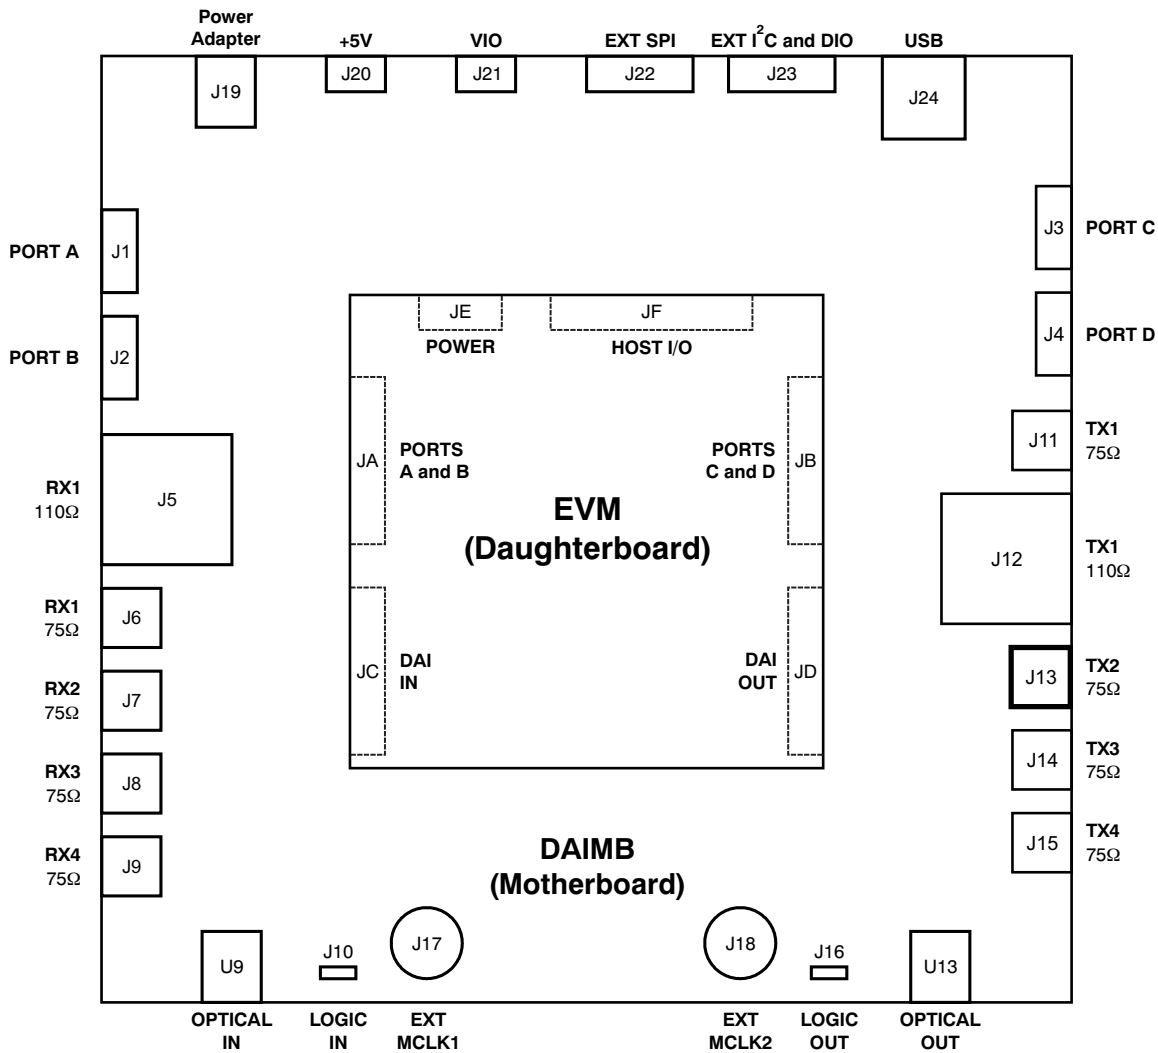 Power
Adapter
+5V
VIO
EXT SPI
EXT I²C and DIO
USB
J19
J20
J21
J22
J23
J24
PORT A
J1
J3
PORT C
PORT B
J2
J4
PORT D
JE
POWER
JF
HOST I/O
JA
PORTS
A and B
PORTS
C and D
JB
J11
TX1
75Ω
RX1
110Ω
J5
EVM
(Daughterboard)
J12
TX1
110Ω
RX1
75Ω
J6
JC
DAI
IN
DAI
OUT
JD
J13
TX2
75Ω
RX2
75Ω
J7
RX3
75Ω
J8
J14
TX3
75Ω
RX4
75Ω
J9
DAIMB
(Motherboard)
J15
TX4
75Ω
U9
J10
J17
J18
J16
U13
OPTICAL
IN
LOGIC
IN
EXT
MCLK1
EXT
MCLK2
LOGIC
OUT
OPTICAL
OUT